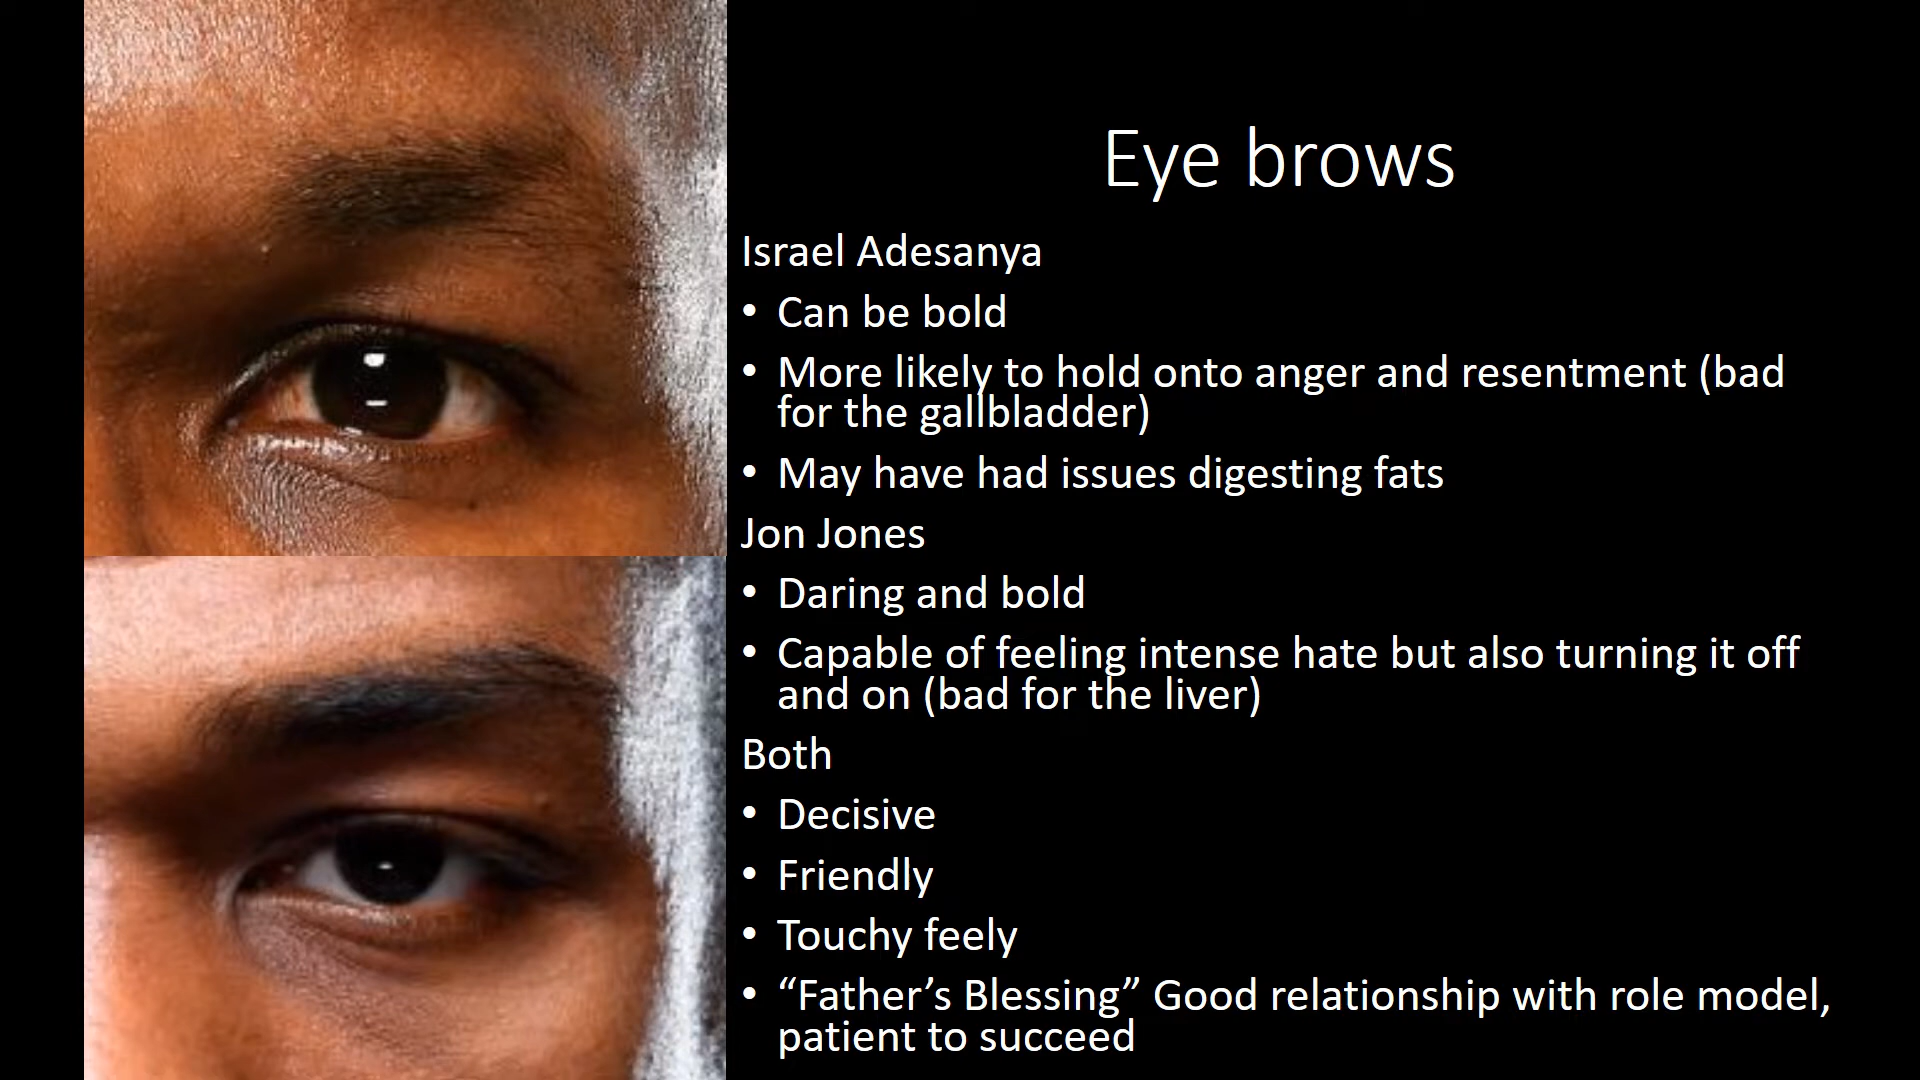 Eye brows
Israel Adesanya
• Can be bold
• More likely to hold onto anger and resentment (bad
for the gallbladder)
• May have had issues digesting fats
Jon Jones
• Daring and bold
• Capable of feeling intense hate but also turning it off
and on (bad for the liver)
Both
• Decisive
• Friendly
• Touchy feely
• “Father’s Blessing” Good relationship with role model,
patient to succeed